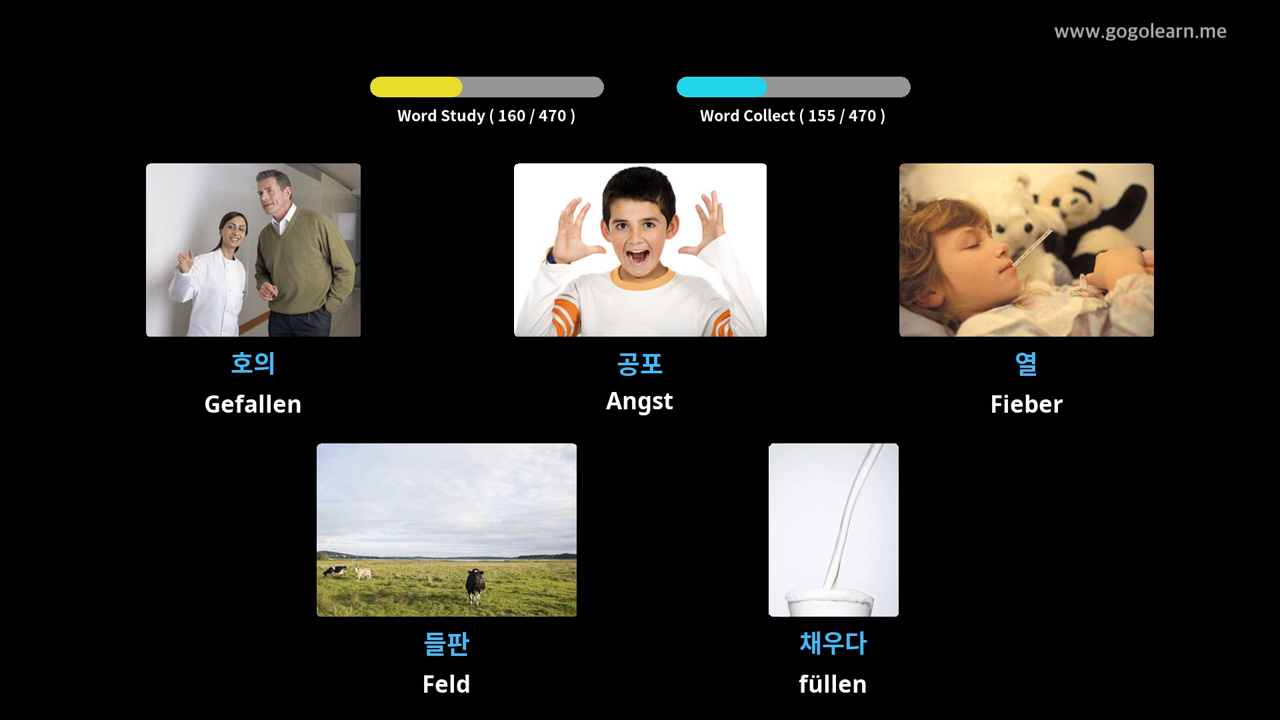 www.gogolearn.me
Word Study ( 160 / 470 )
Word Collect ( 155 / 470 )
호의
Gefallen
공포
Angst
열
Fieber
들판
Feld
채우다
füllen